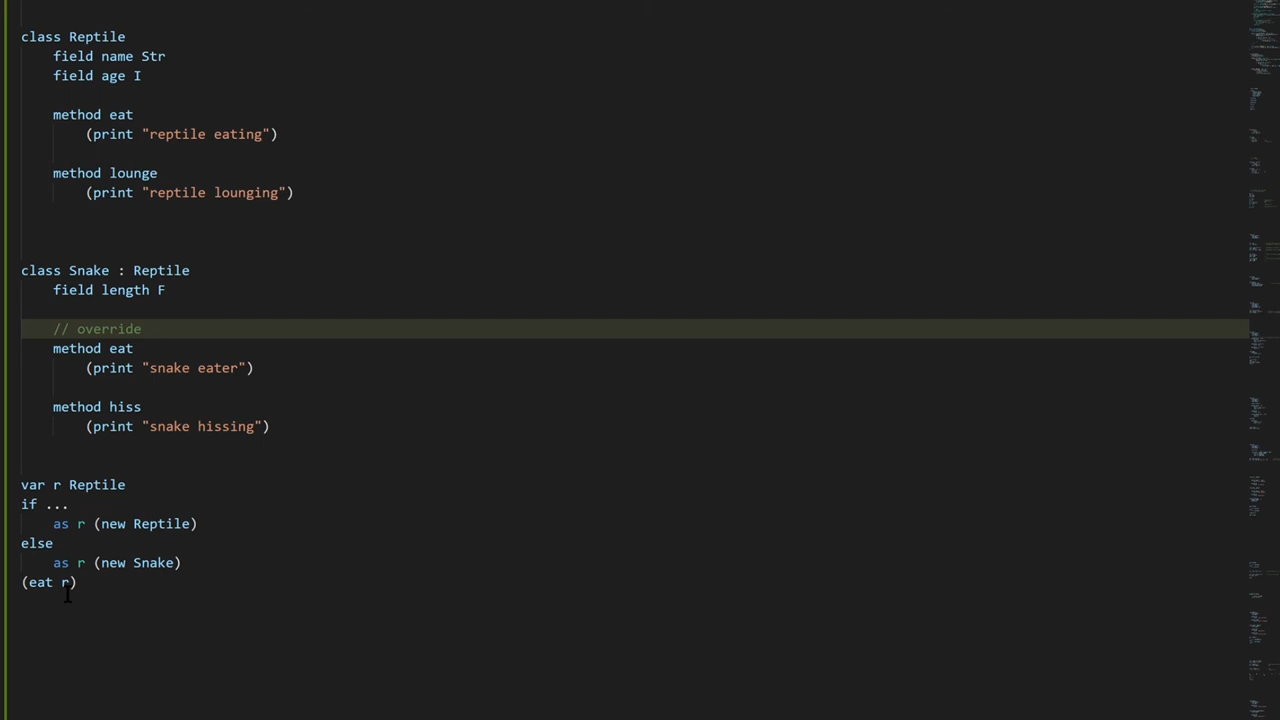 class Reptile
    field name Str
    field age I
    method eat
        (print "reptile eating")
    method lounge
        (print "reptile lounging")
class Snake : Reptile
    field length F
    // override
    method eat
        (print "snake eater")
    method hiss
        (print "snake hissing")
var r Reptile
if ...
    as r (new Reptile)
else
    as r (new Snake)
(eat r)